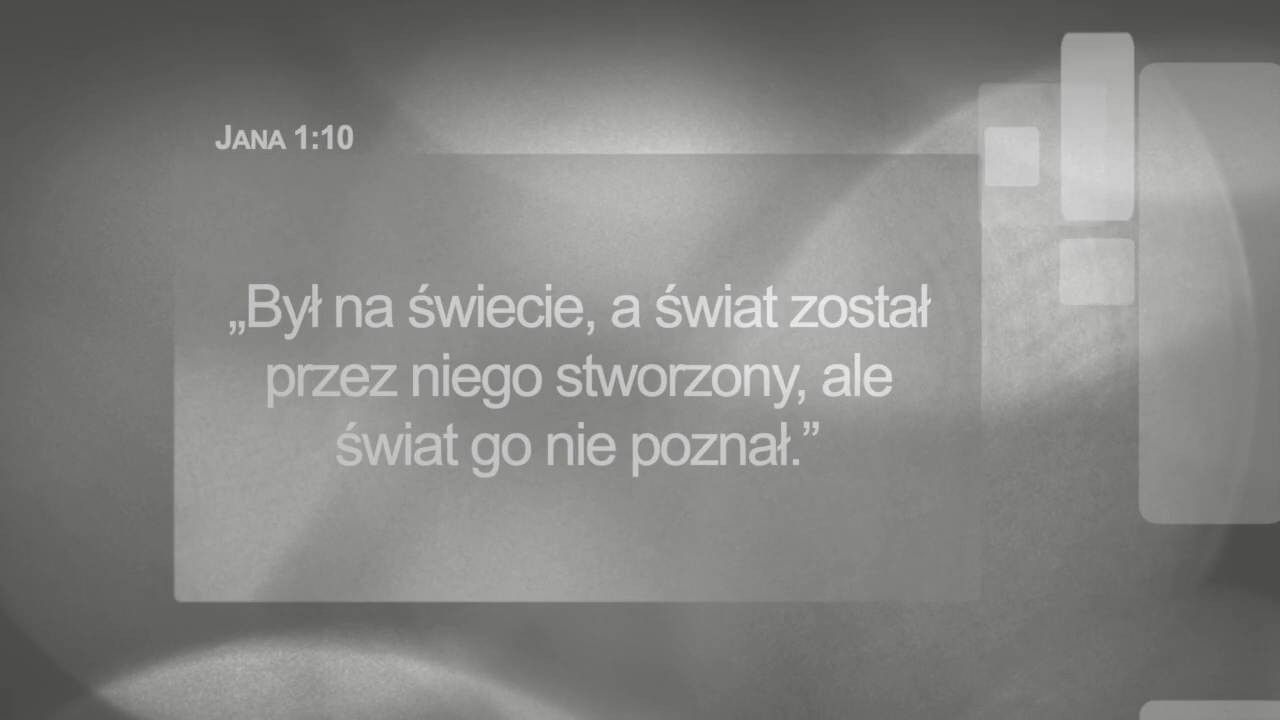 Jana 1:10
„Był na świecie, a świat został
przez niego stworzony, ale
świat go nie poznał.”